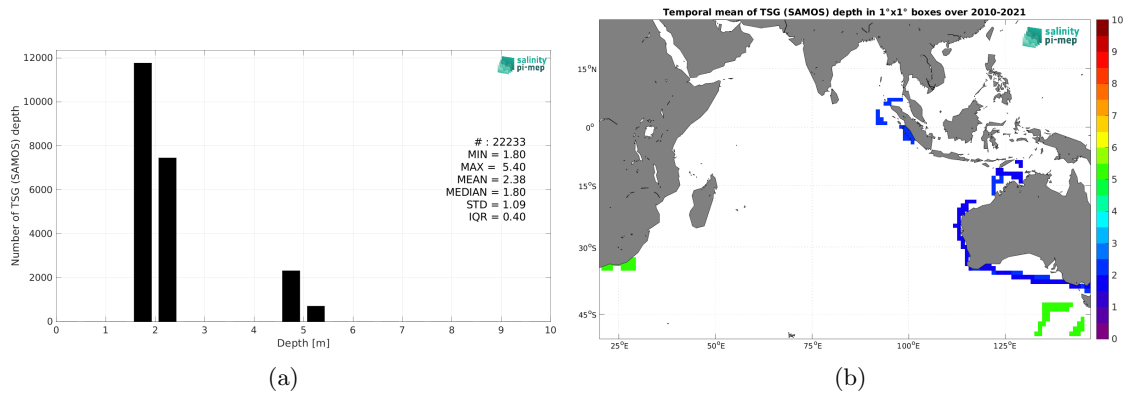 12000
10000
8000
6000
4000
2000
0
Number of TSG (SAMOS) depth
salinity
pi-mep
# : 22233
MIN = 1.80
MAX = 5.40
MEAN = 2.38
MEDIAN = 1.80
STD = 1.09
IQR = 0.40
0 1 2 3 4 5 6 7 8 9 10
Depth [m]
(a)
Temporal mean of TSG (SAMOS) depth in 1°x1° boxes over 2010-2021
salinity
pi-mep
15°N
0°
15°S
30°S
45°S
25°E 50°E 75°E 100°E 125°E
10
9
8
7
6
5
4
3
2
1
0
(b)